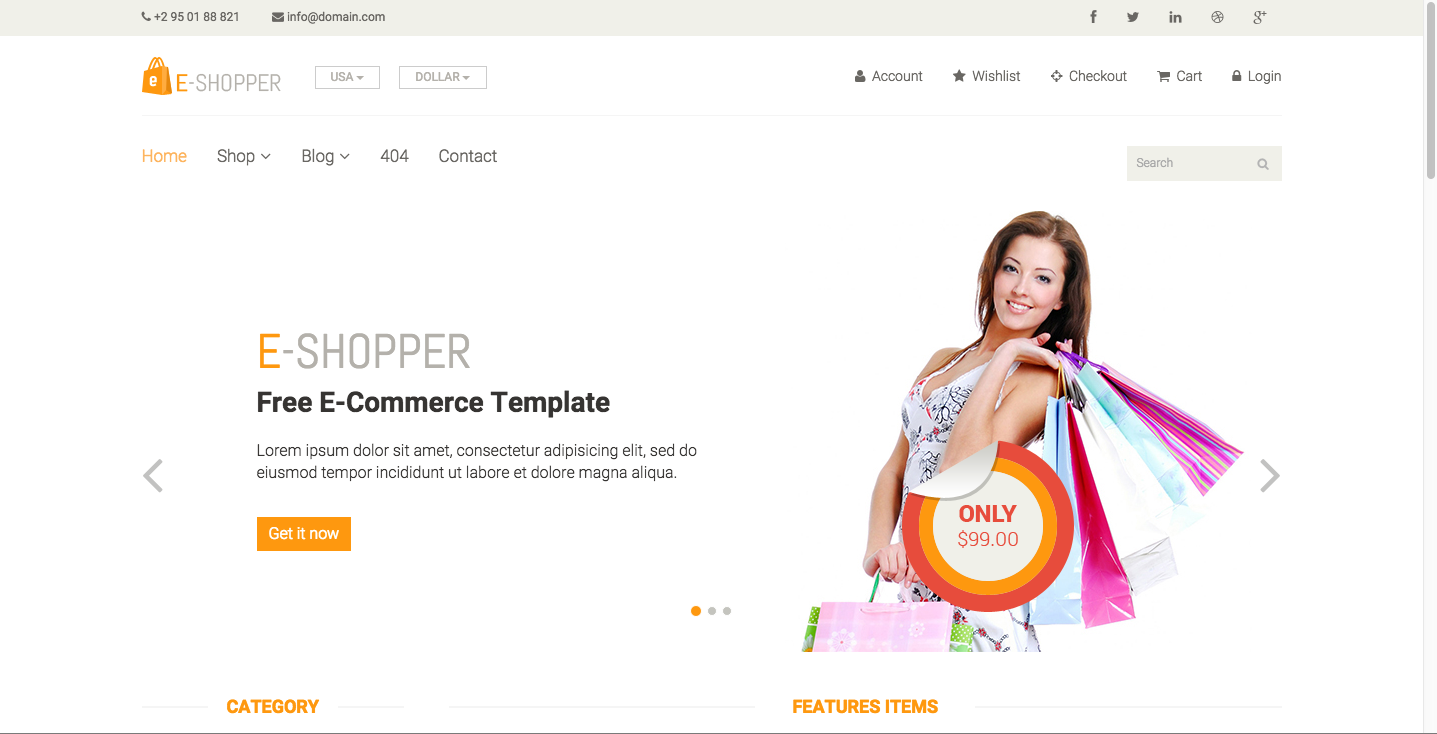 +2 95 01 88 821 info@domain.com
e E-SHOPPER USA DOLLAR Account Wishlist Checkout Cart Login
Home Shop Blog 404 Contact Search
E-SHOPPER
Free E-Commerce Template
Lorem ipsum dolor sit amet, consectetur adipisicing elit, sed do
eiusmod tempor incididunt ut labore et dolore magna aliqua.
Get it now
ONLY
$99.00
CATEGORY FEATURES ITEMS